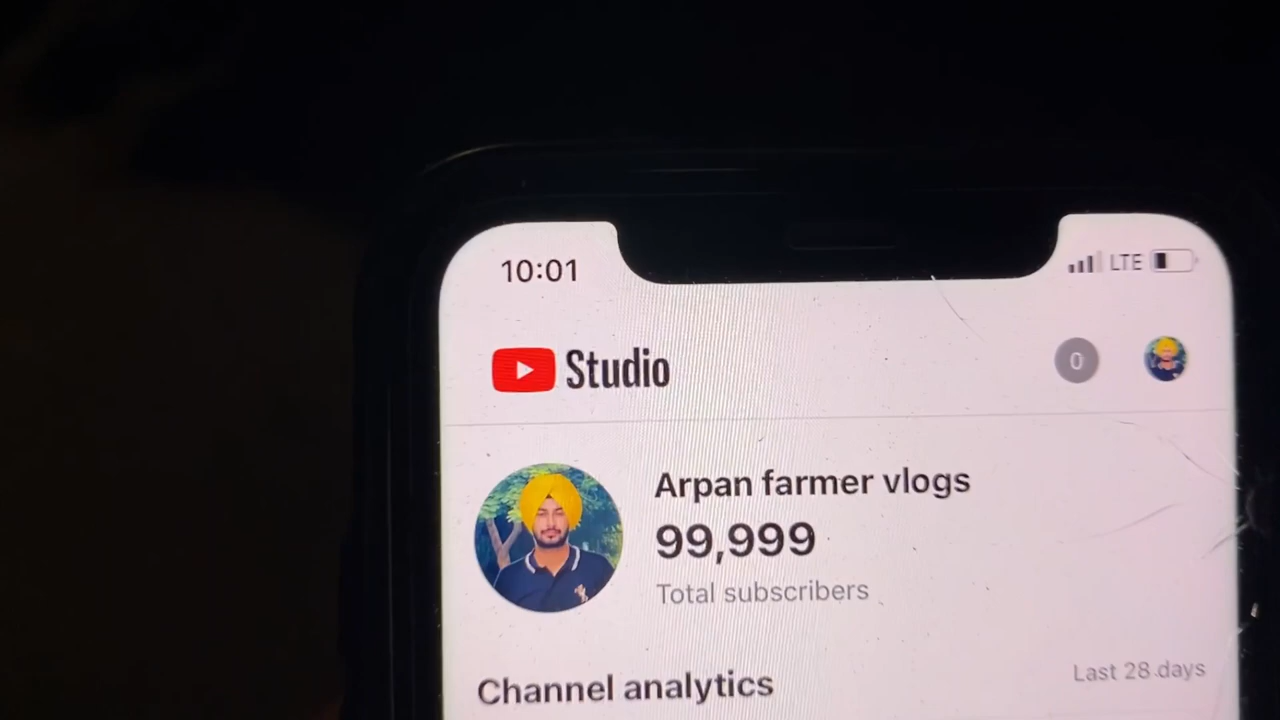 10:01
LTE
Studio
0
Arpan farmer vlogs
99,999
Total subscribers
Channel analytics
Last 28 days